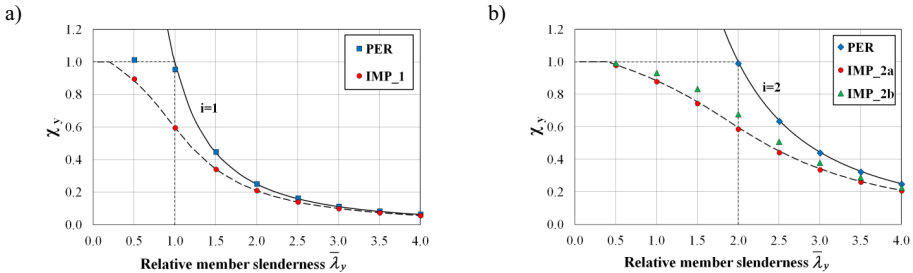 a)
1.2
1.0
0.8
0.6
0.4
0.2
0.0
χ_y
PER
IMP_1
i=1
0.0 0.5 1.0 1.5 2.0 2.5 3.0 3.5 4.0
Relative member slenderness λ̅_y
b)
1.2
1.0
0.8
0.6
0.4
0.2
0.0
χ_y
PER
IMP_2a
IMP_2b
i=2
0.0 0.5 1.0 1.5 2.0 2.5 3.0 3.5 4.0
Relative member slenderness λ̅_y